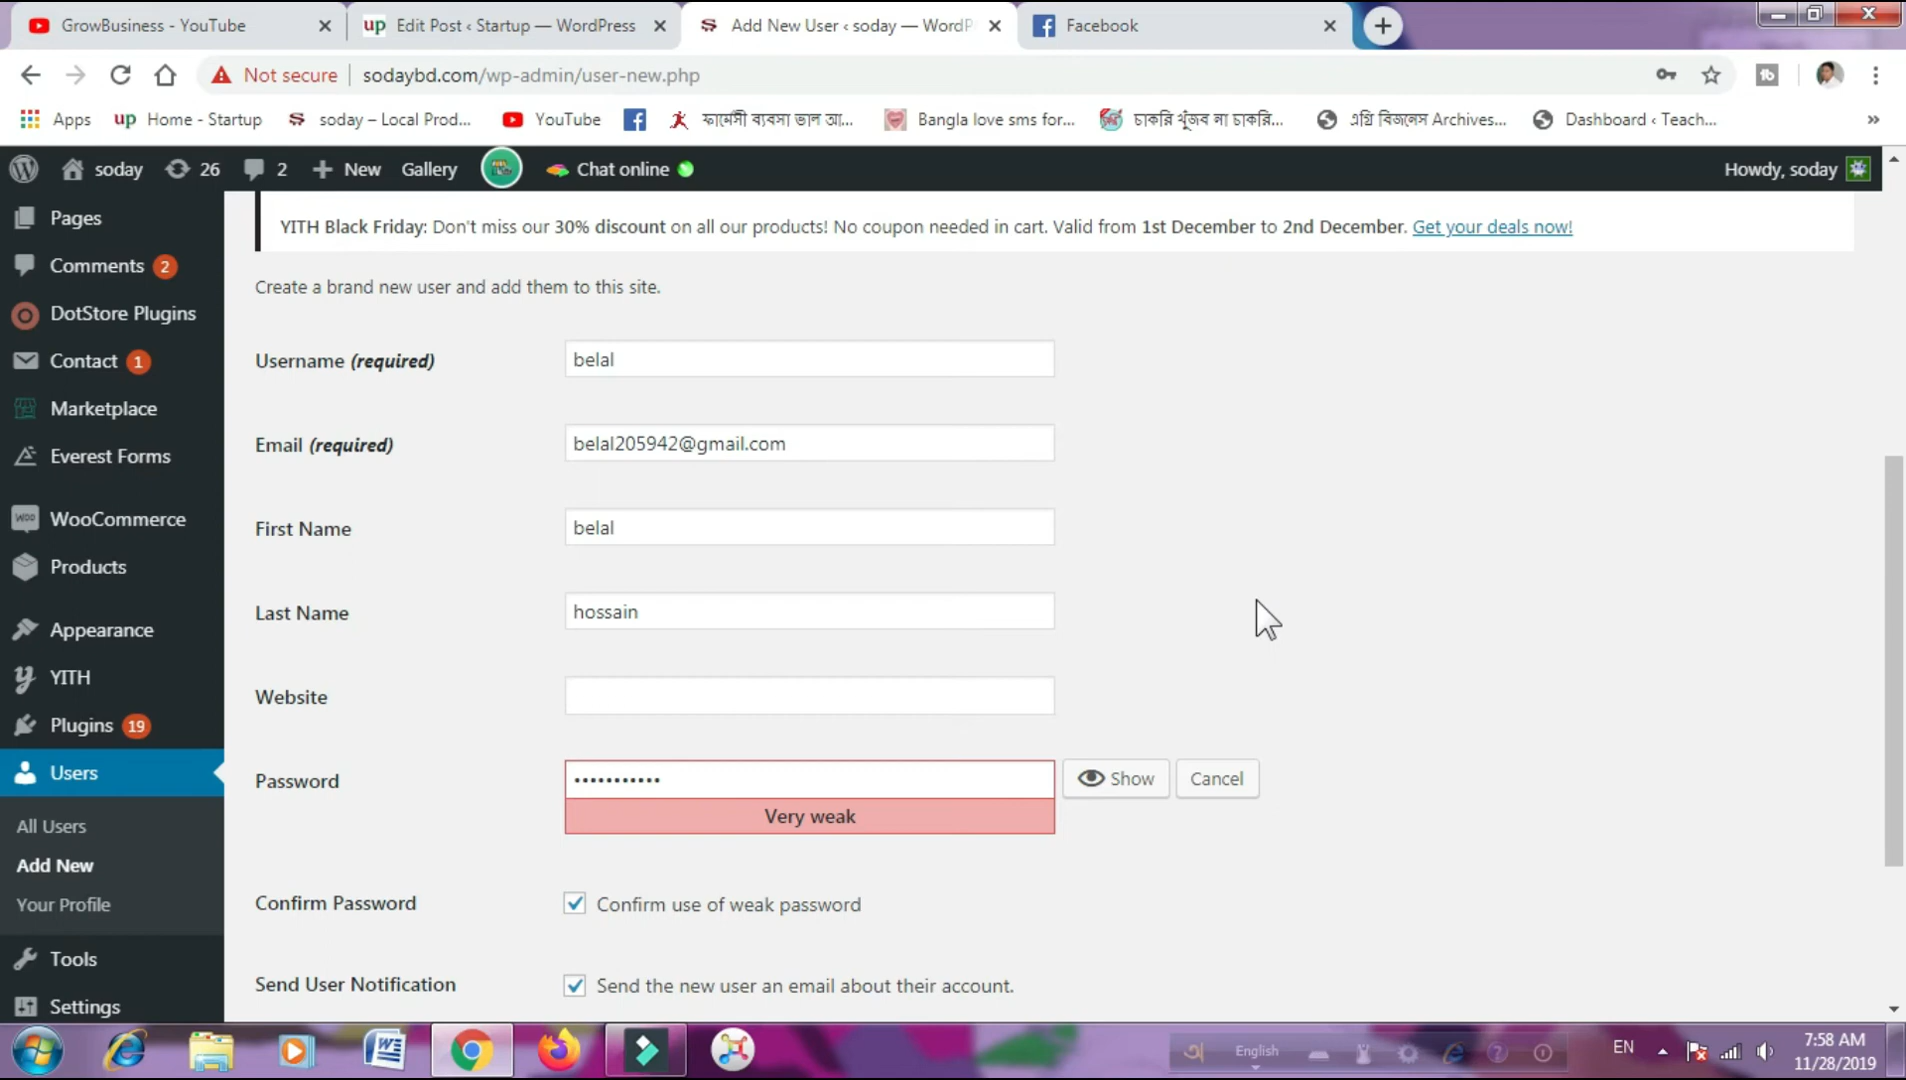 GrowBusiness - YouTube
Edit Post ‹ Startup — WordPress
Add New User ‹ soday — WordP
Facebook
Not secure
sodaybd.com/wp-admin/user-new.php
Apps
up Home - Startup
soday – Local Prod...
YouTube
ফার্মেসী ব্যবসা ভাল আ...
Bangla love sms for...
চাকরি খুঁজব না চাকরি...
এগ্রি বিজনেস Archives...
Dashboard ‹ Teach...
»
soday
26
2
New
Gallery
Chat online
Howdy, soday
Pages
Comments 2
DotStore Plugins
Contact 1
Marketplace
Everest Forms
WooCommerce
Products
Appearance
YITH
Plugins 19
Users
All Users
Add New
Your Profile
Tools
Settings
YITH Black Friday: Don't miss our 30% discount on all our products! No coupon needed in cart. Valid from 1st December to 2nd December. Get your deals now!
Create a brand new user and add them to this site.
Username (required)
belal
Email (required)
belal205942@gmail.com
First Name
belal
Last Name
hossain
Website
Password
•••••••••••
Show
Cancel
Very weak
Confirm Password
Confirm use of weak password
Send User Notification
Send the new user an email about their account.
অ
English
EN
7:58 AM
11/28/2019